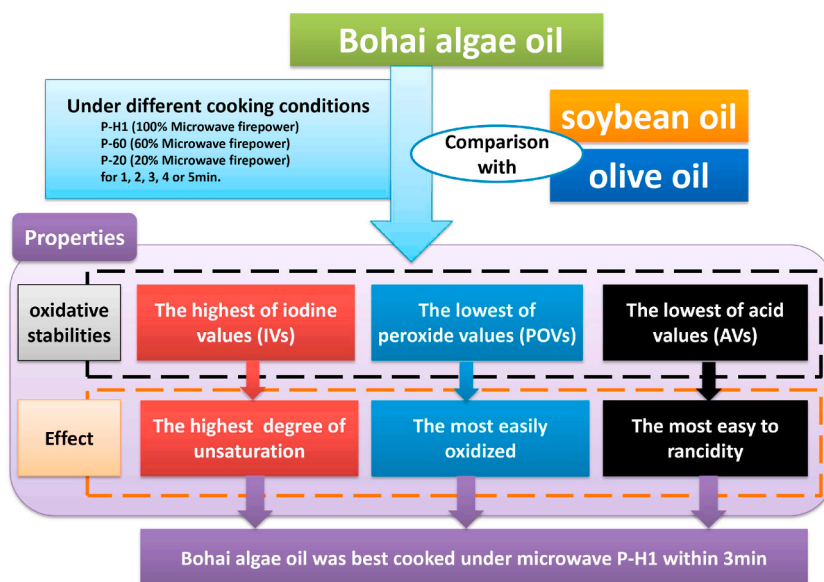 Bohai algae oil
Under different cooking conditions
P-H1 (100% Microwave firepower)
P-60 (60% Microwave firepower)
P-20 (20% Microwave firepower)
for 1, 2, 3, 4 or 5min.
Comparison
with
soybean oil
olive oil
Properties
oxidative
stabilities
The highest of iodine
values (IVs)
The lowest of
peroxide values (POVs)
The lowest of acid
values (AVs)
Effect
The highest degree of
unsaturation
The most easily
oxidized
The most easy to
rancidity
Bohai algae oil was best cooked under microwave P-H1 within 3min